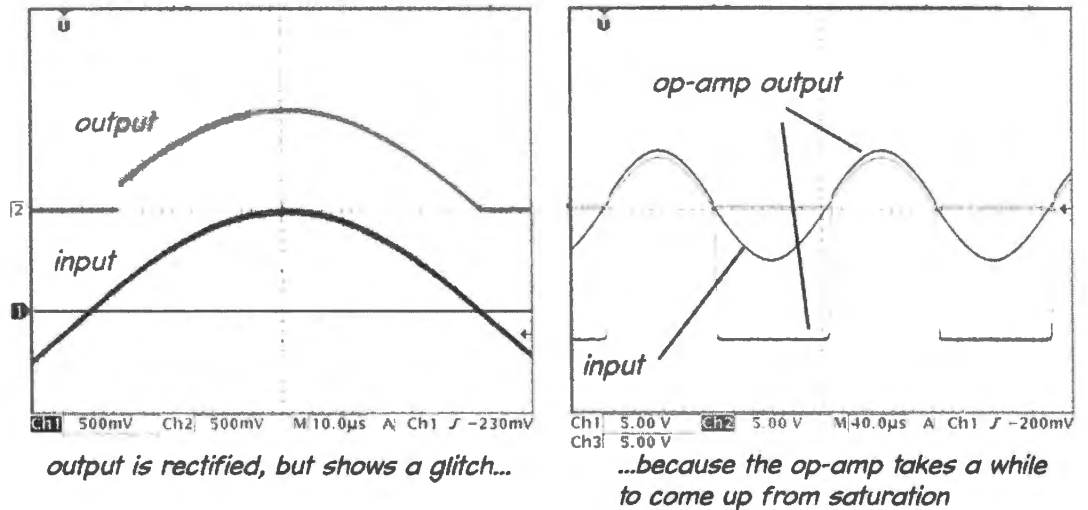 output
2
input
1
Ch1 500mV Ch2 500mV M 10.0µs A Ch1 ∫ -230mV
output is rectified, but shows a glitch...
op-amp output
input
Ch1 5.00 V Ch2 5.00 V M 40.0µs A Ch1 ∫ -200mV
Ch3 5.00 V
...because the op-amp takes a while
to come up from saturation